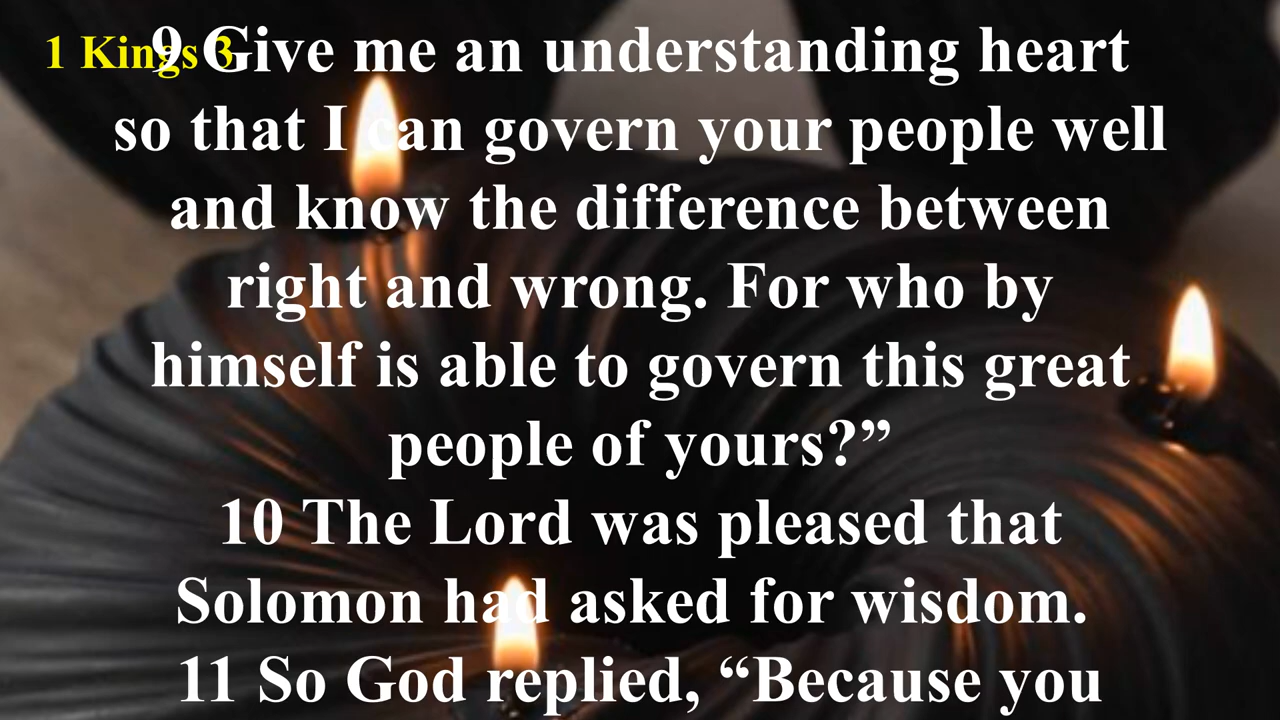 1 Kings 3
9 Give me an understanding heart
so that I can govern your people well
and know the difference between
right and wrong. For who by
himself is able to govern this great
people of yours?”
10 The Lord was pleased that
Solomon had asked for wisdom.
11 So God replied, “Because you